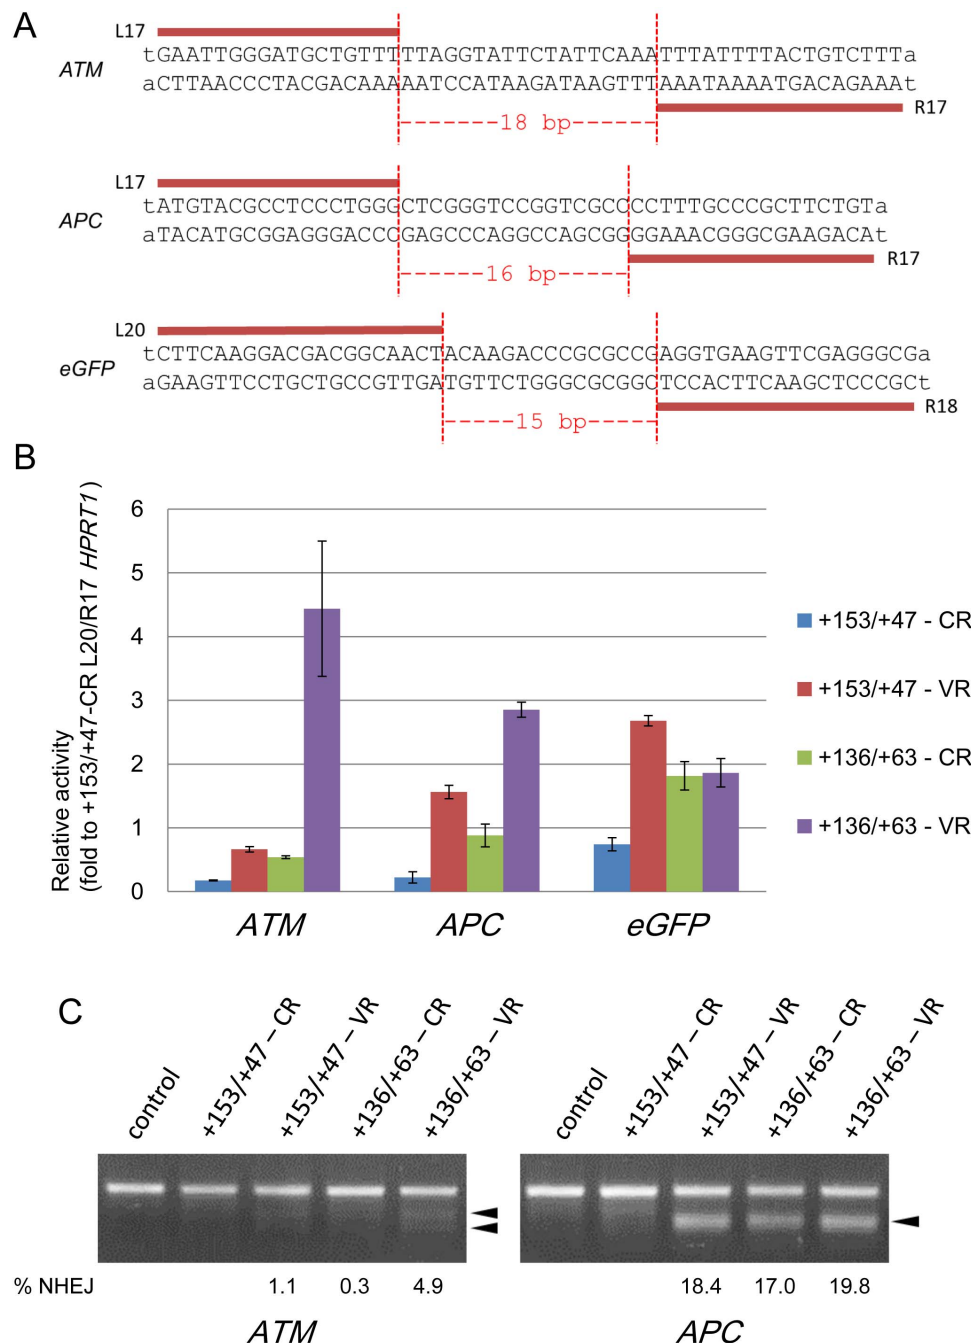 A
L17
tGAATTGGGATGCTGTTTTTAGGTATTCTATTCAAATTTATTTTACTGTCTTTa
ATM
aCTTAACCCTACGACAAAAATCCATAAGATAAGTTTAAATAAAATGACAGAAAt
R17
18 bp
L17
tATGTACGCCTCCCTGGGCTCGGGTCCGGTCGCCCCTTTGCCCGCTTCTGTa
APC
aTACATGCGGAGGGACCCGAGCCCAGGCCAGCGGGGAAACGGGCGAAGACAt
R17
16 bp
L20
tCTTCAAGGACGACGGCAACTACAAGACCCGCGCCGAGGTGAAGTTCGAGGGCGa
eGFP
aGAAGTTCCTGCTGCCGTTGATGTTCTGGGCGCGGCTCCACTTCAAGCTCCCGCt
R18
15 bp
B
Relative activity
(fold to +153/+47-CR L20/R17 HPRT1)
6
5
4
3
2
1
0
ATM APC eGFP
+153/+47 - CR
+153/+47 - VR
+136/+63 - CR
+136/+63 - VR
C
control +153/+47 – CR +153/+47 – VR +136/+63 – CR +136/+63 – VR
control +153/+47 – CR +153/+47 – VR +136/+63 – CR +136/+63 – VR
% NHEJ 1.1 0.3 4.9 18.4 17.0 19.8
ATM APC